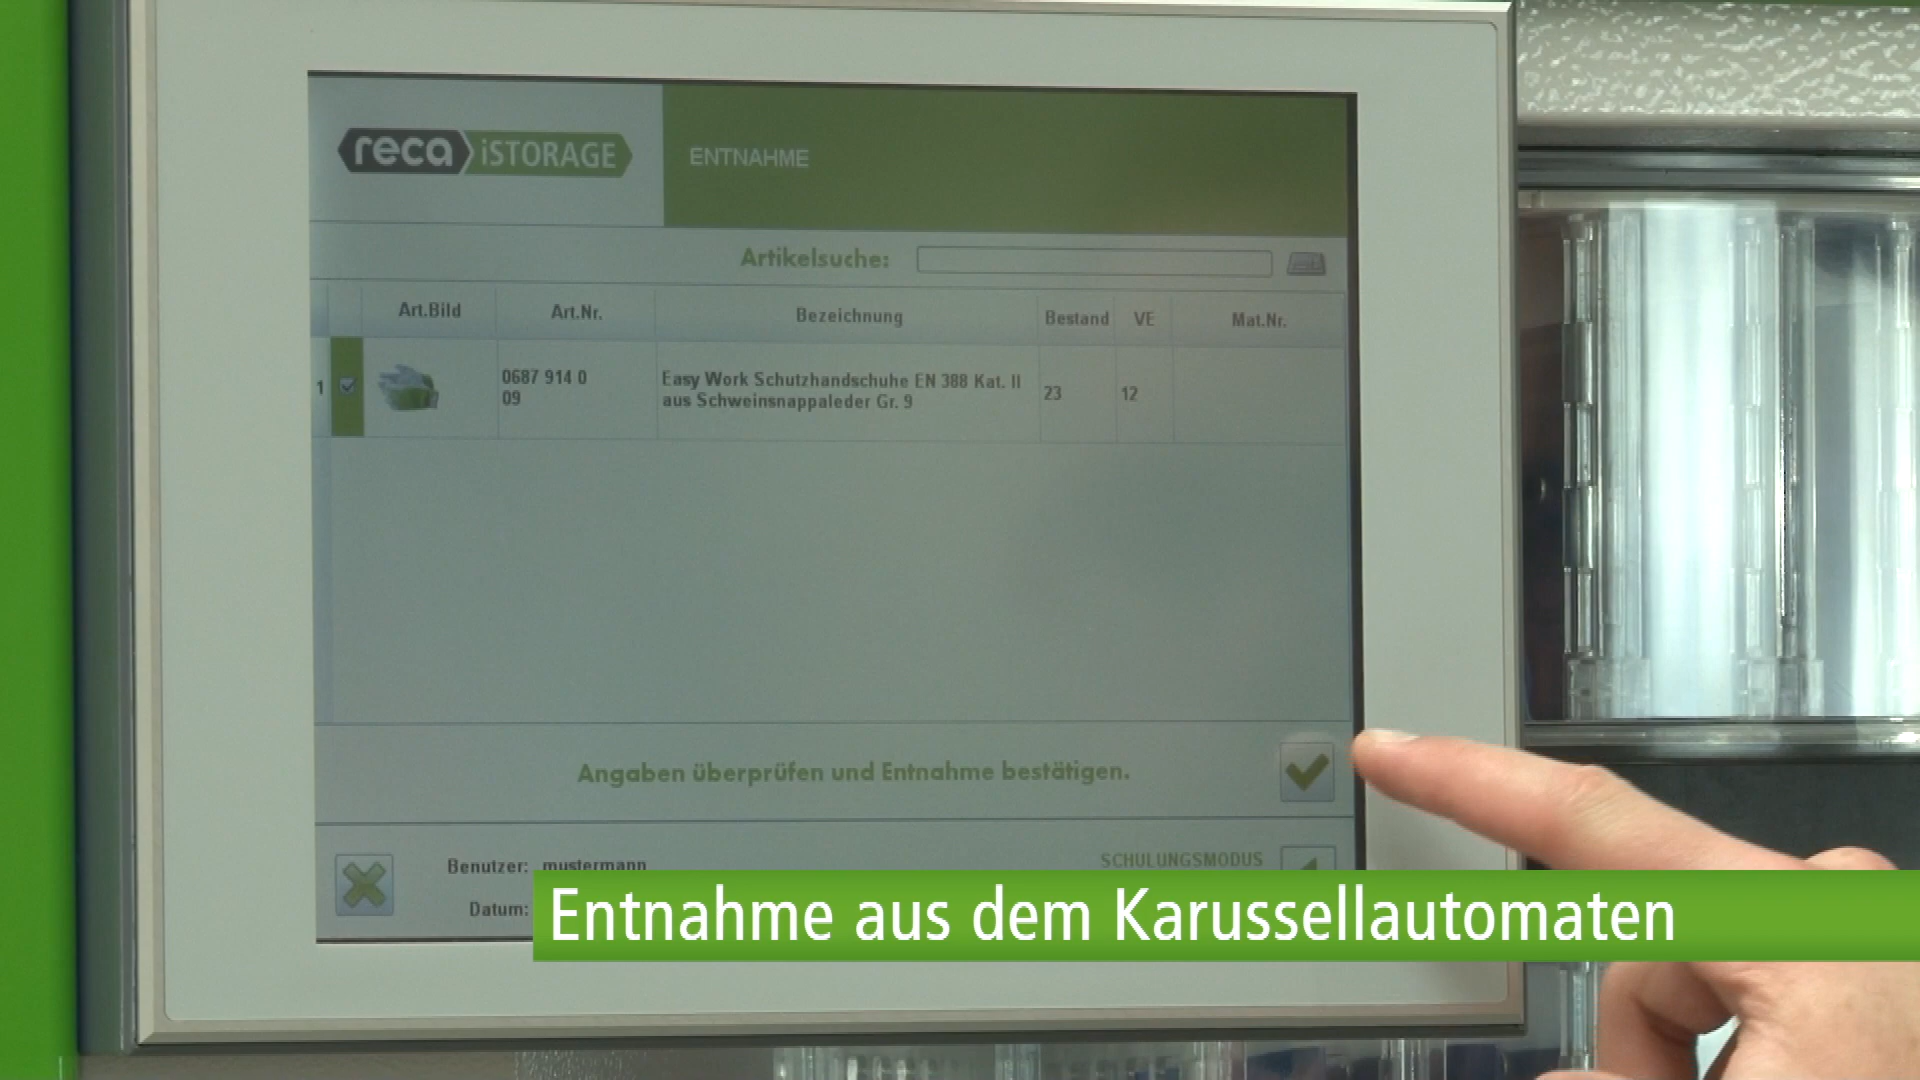 reca iSTORAGE
ENTNAHME
Artikelsuche:
Art.Bild Art.Nr. Bezeichnung Bestand VE Mat.Nr.
1 0687 914 0 09 Easy Work Schutzhandschuhe EN 388 Kat. II 23 12
aus Schweinsnappaleder Gr. 9
Angaben überprüfen und Entnahme bestätigen.
Benutzer: mustermann
SCHULUNGSMODUS
Datum:
Entnahme aus dem Karussellautomaten